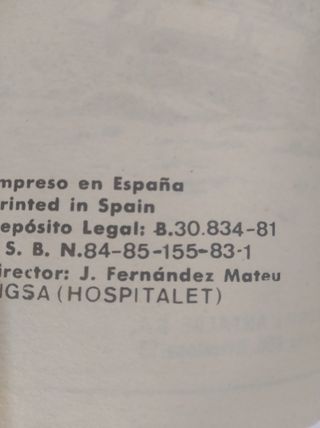 mpreso en España
rinted in Spain
epósito Legal: B.30.834-81
S. B. N.84-85-155-83-1
irector: J. Fernández Mateu
IGSA (HOSPITALET)